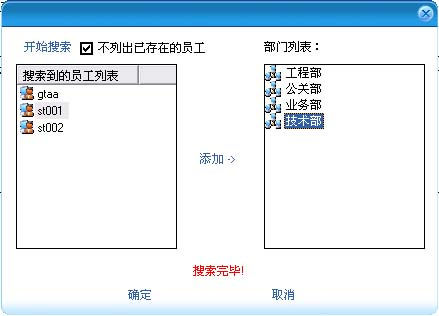 开始搜索 不列出已存在的员工 部门列表：
搜索到的员工列表
gtaa
st001
st002
添加 ->
工程部
公关部
业务部
技术部
搜索完毕!
确定 取消